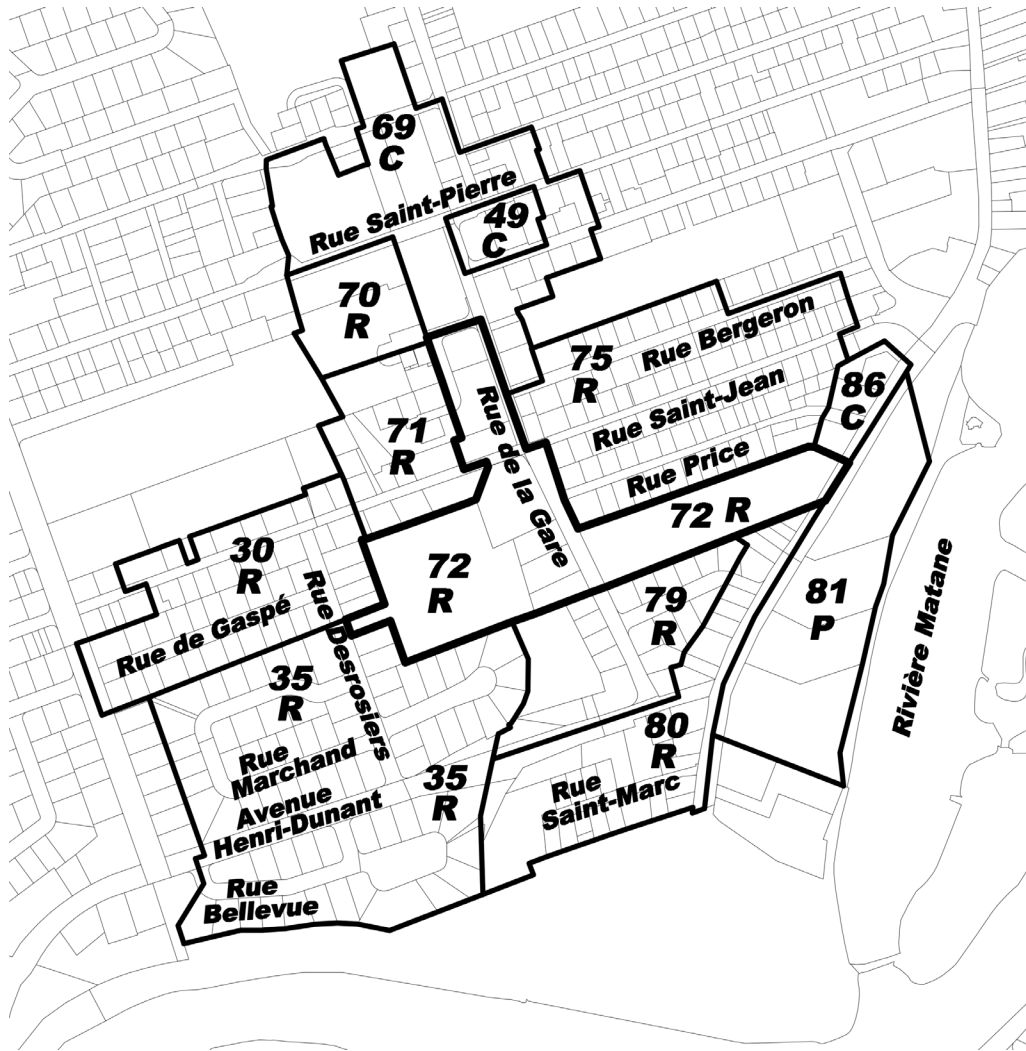 69
C
Rue Saint-Pierre
49
C
70
R
75
R
Rue Bergeron
86
C
Rue Saint-Jean
71
R
Rue de la Gare
Rue Price
72 R
30
R
72
R
Rue de Gaspé
Rue Desrosiers
79
R
81
P
Rivière Matane
35
R
80
R
Rue
Marchand
35
R
Rue
Saint-Marc
Avenue
Henri-Dunant
Rue
Bellevue